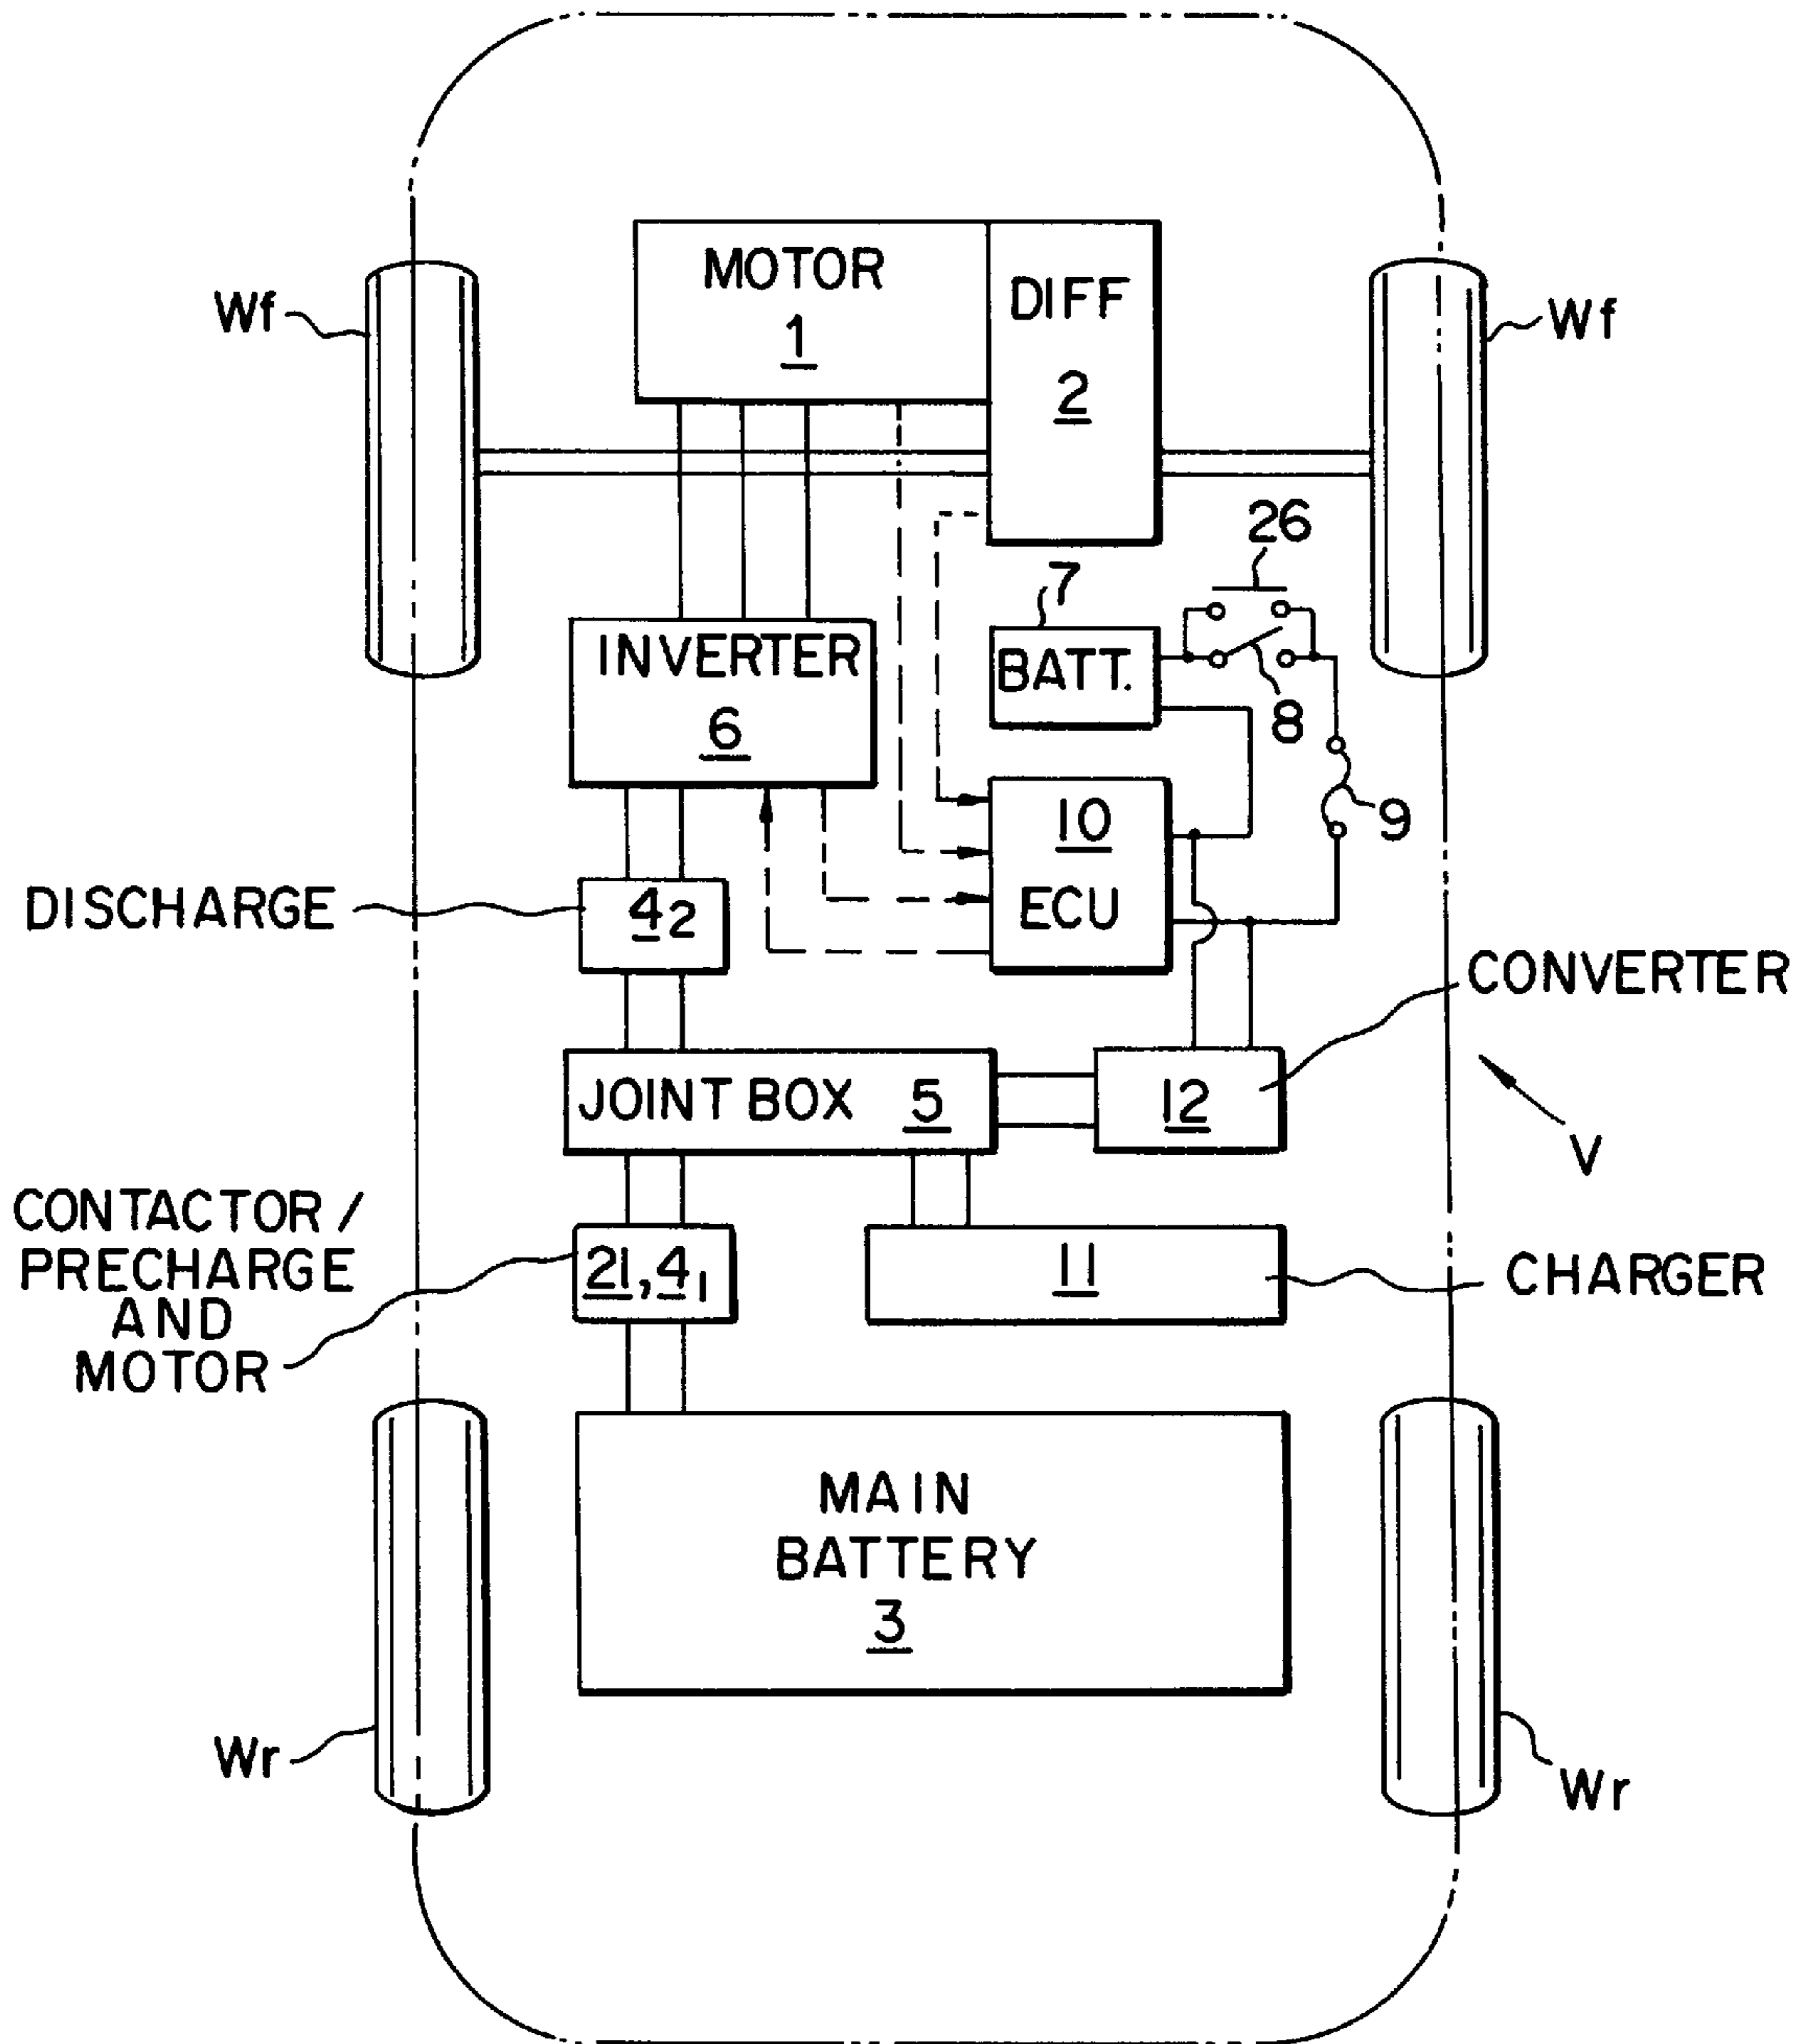 MOTOR
1
DIFF
2
Wf
Wf
26
7
BATT.
8
9
INVERTER
6
10
ECU
DISCHARGE
4₂
CONVERTER
JOINT BOX 5
12
V
CONTACTOR /
PRECHARGE
AND
MOTOR
21,4₁
11
CHARGER
MAIN
BATTERY
3
Wr
Wr